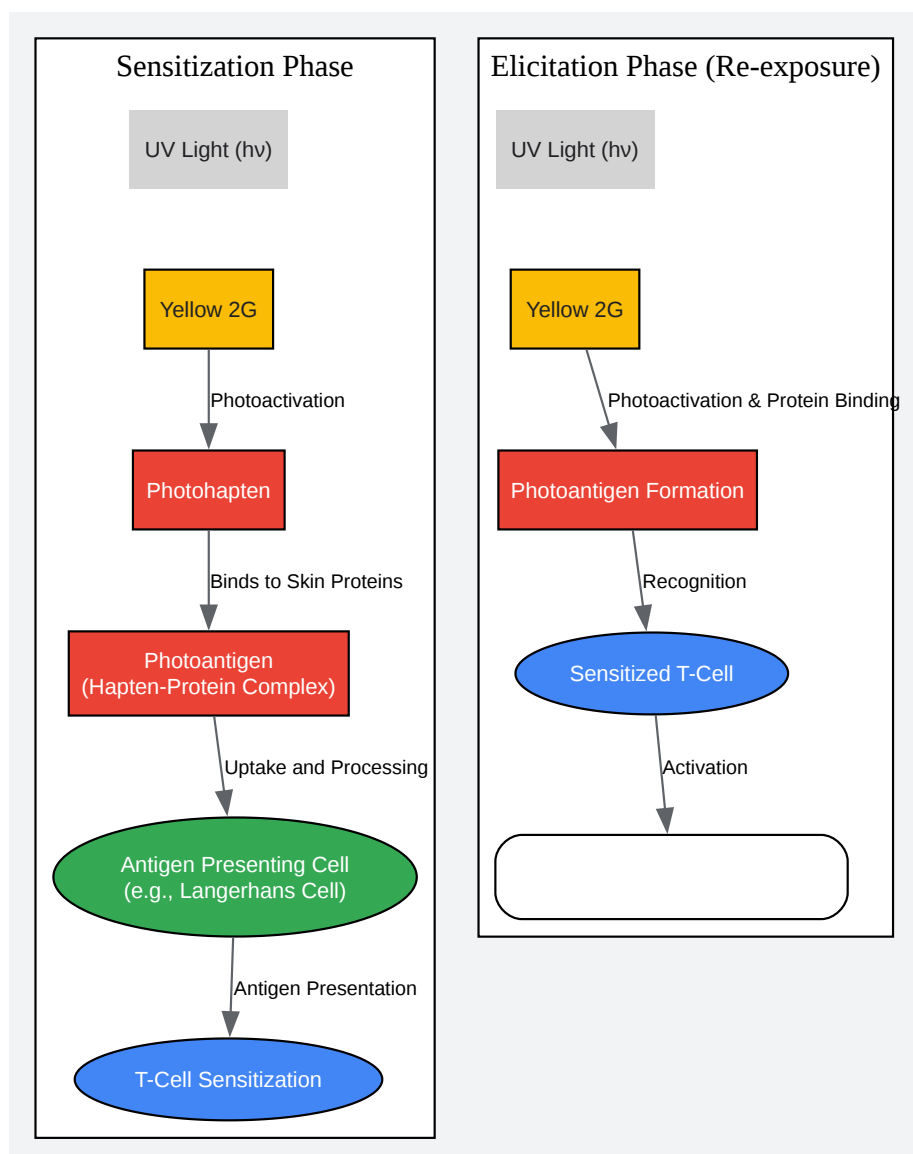 Sensitization Phase
UV Light (hν)
Yellow 2G
Photoactivation
Photohapten
Binds to Skin Proteins
Photoantigen
(Hapten-Protein Complex)
Uptake and Processing
Antigen Presenting Cell
(e.g., Langerhans Cell)
Antigen Presentation
T-Cell Sensitization
Elicitation Phase (Re-exposure)
UV Light (hν)
Yellow 2G
Photoactivation & Protein Binding
Photoantigen Formation
Recognition
Sensitized T-Cell
Activation